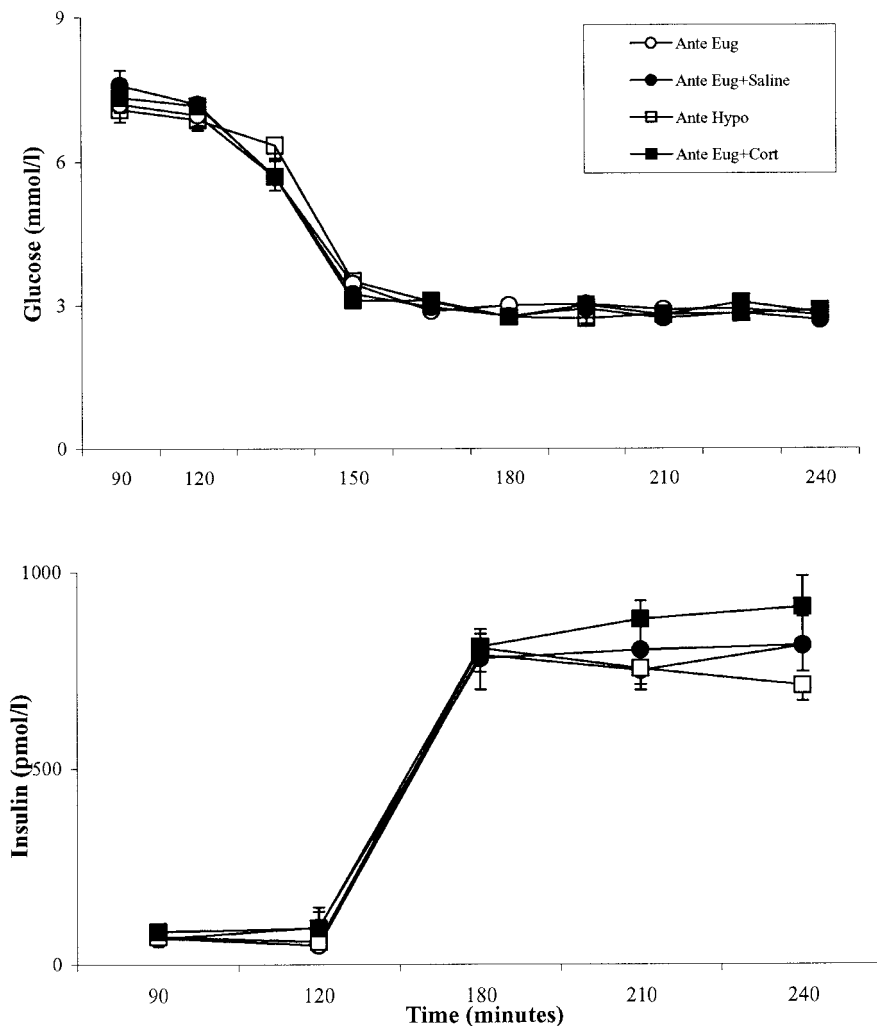 9
6
3
0
Glucose (mmol/l)
Ante Eug
Ante Eug+Saline
Ante Hypo
Ante Eug+Cort
90 120 150 180 210 240
1000
500
0
Insulin (pmol/l)
90 120 180 210 240
Time (minutes)